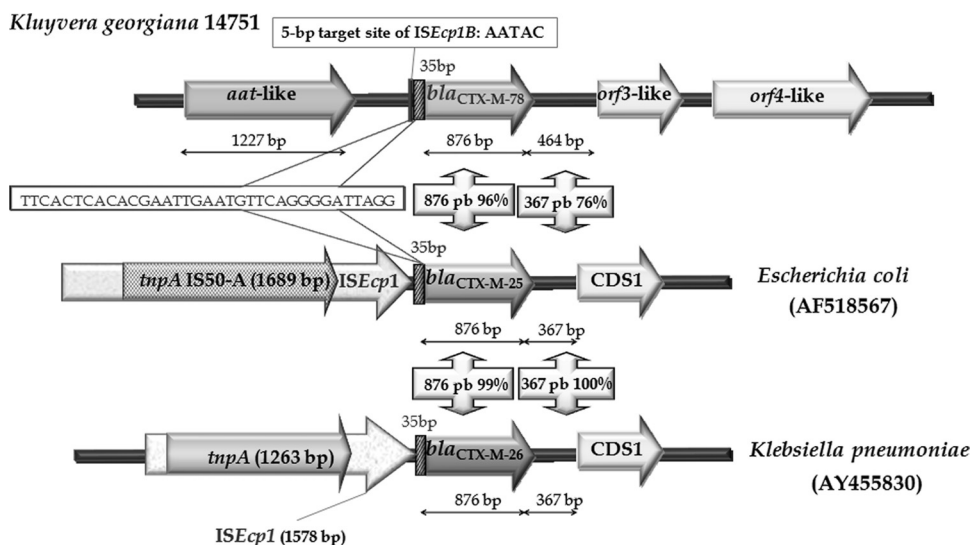 Kluyvera georgiana 14751
5-bp target site of ISEcp1B: AATAC
35bp
aat-like
blaCTX-M-78
orf3-like
orf4-like
1227 bp
876 bp
464 bp
TTCACTCACACGAATTGAATGTTCAGGGGATTAGG
876 pb 96%
367 pb 76%
35bp
tnpA IS50-A (1689 bp)
ISEcp1
blaCTX-M-25
CDS1
Escherichia coli
(AF518567)
876 bp
367 bp
876 pb 99%
367 pb 100%
35bp
tnpA (1263 bp)
blaCTX-M-26
CDS1
Klebsiella pneumoniae
(AY455830)
876 bp
367 bp
ISEcp1 (1578 bp)